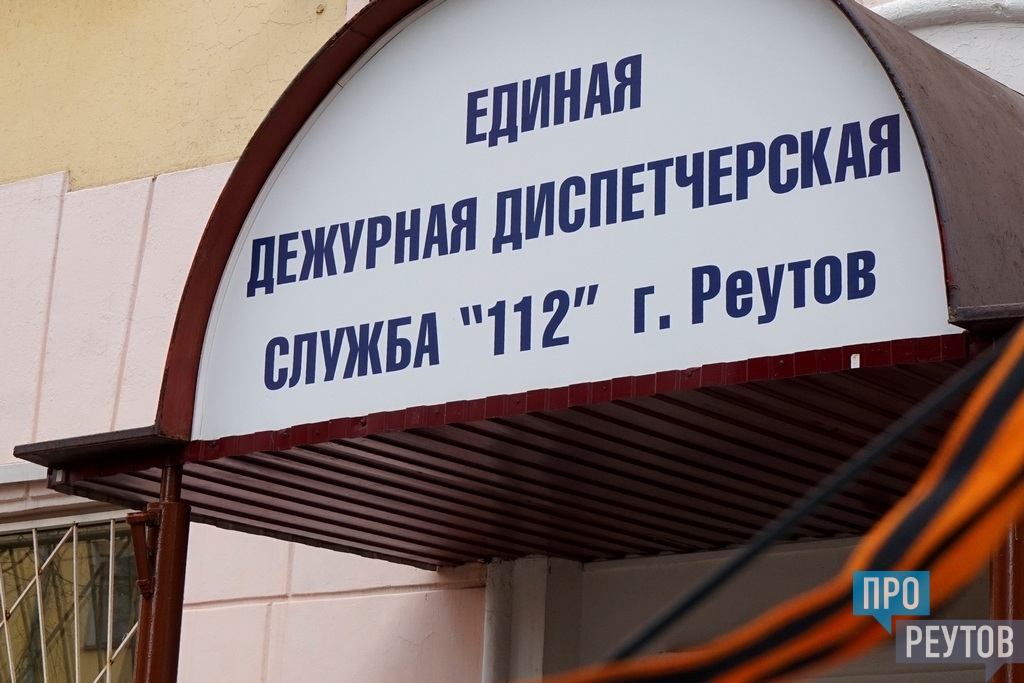 ЕДИНАЯ
ДЕЖУРНАЯ ДИСПЕТЧЕРСКАЯ
СЛУЖБА "112" г. Реутов
ПРО
РЕУТОВ